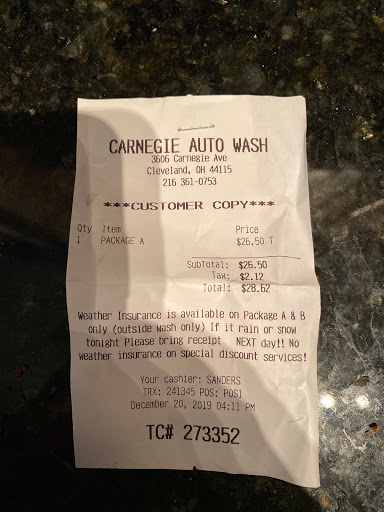 CARNEGIE AUTO WASH
3606 Carnegie Ave
Cleveland, OH 44115
216 361-0753
***CUSTOMER COPY***
Qty Item Price
1 PACKAGE A $26.50 T
SubTotal: $26.50
Tax: $2.12
Total: $28.62
Weather Insurance is available on Package A & B
only (outside wash only) If it rain or snow
tonight Please bring receipt NEXT day!! No
weather insurance on special discount services!
Your cashier: SANDERS
TRX: 241345 POS: POS1
December 20, 2019 04:11 PM
TC# 273352